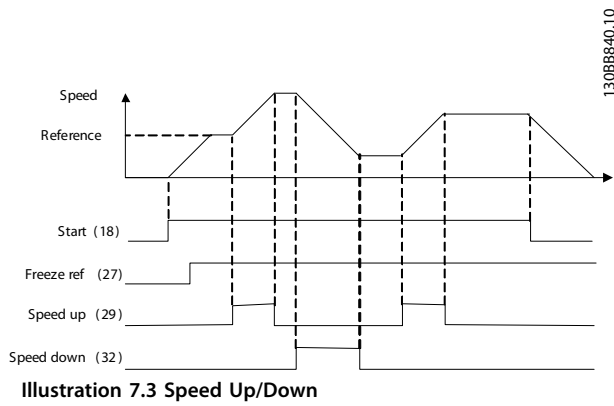 130BB840.10
Speed
Reference
Start (18)
Freeze ref (27)
Speed up (29)
Speed down (32)
Illustration 7.3 Speed Up/Down